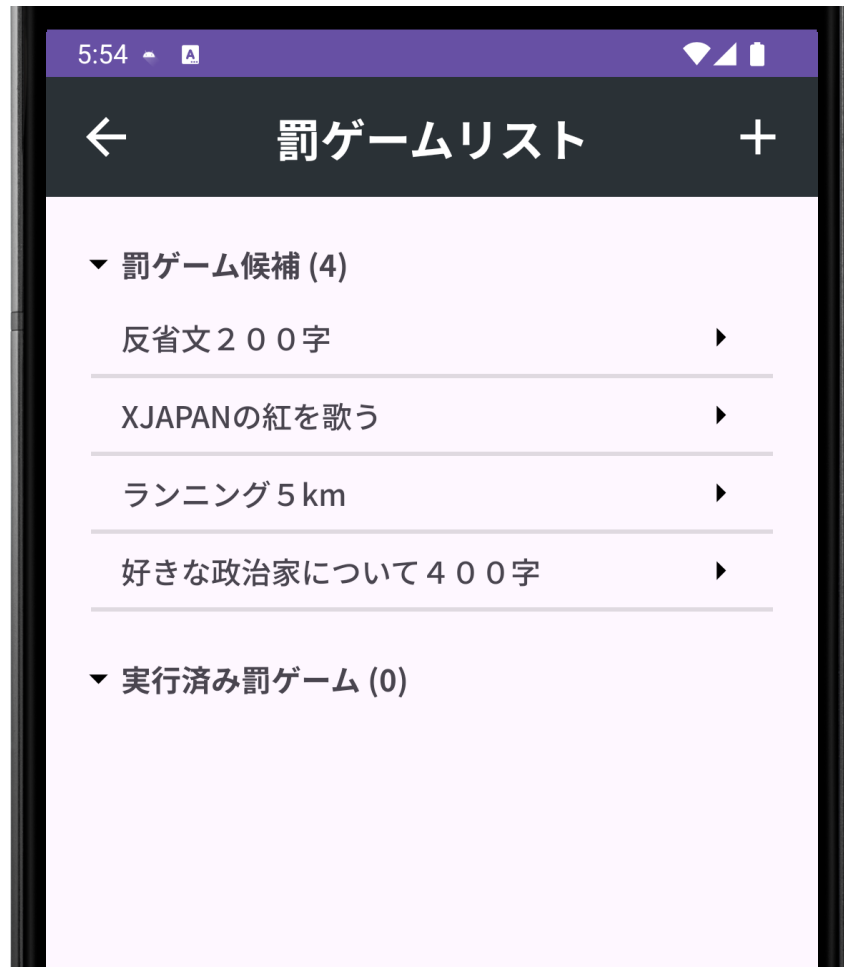 5:54
罰ゲームリスト
罰ゲーム候補 (4)
反省文２００字
XJAPANの紅を歌う
ランニング５km
好きな政治家について４００字
実行済み罰ゲーム (0)